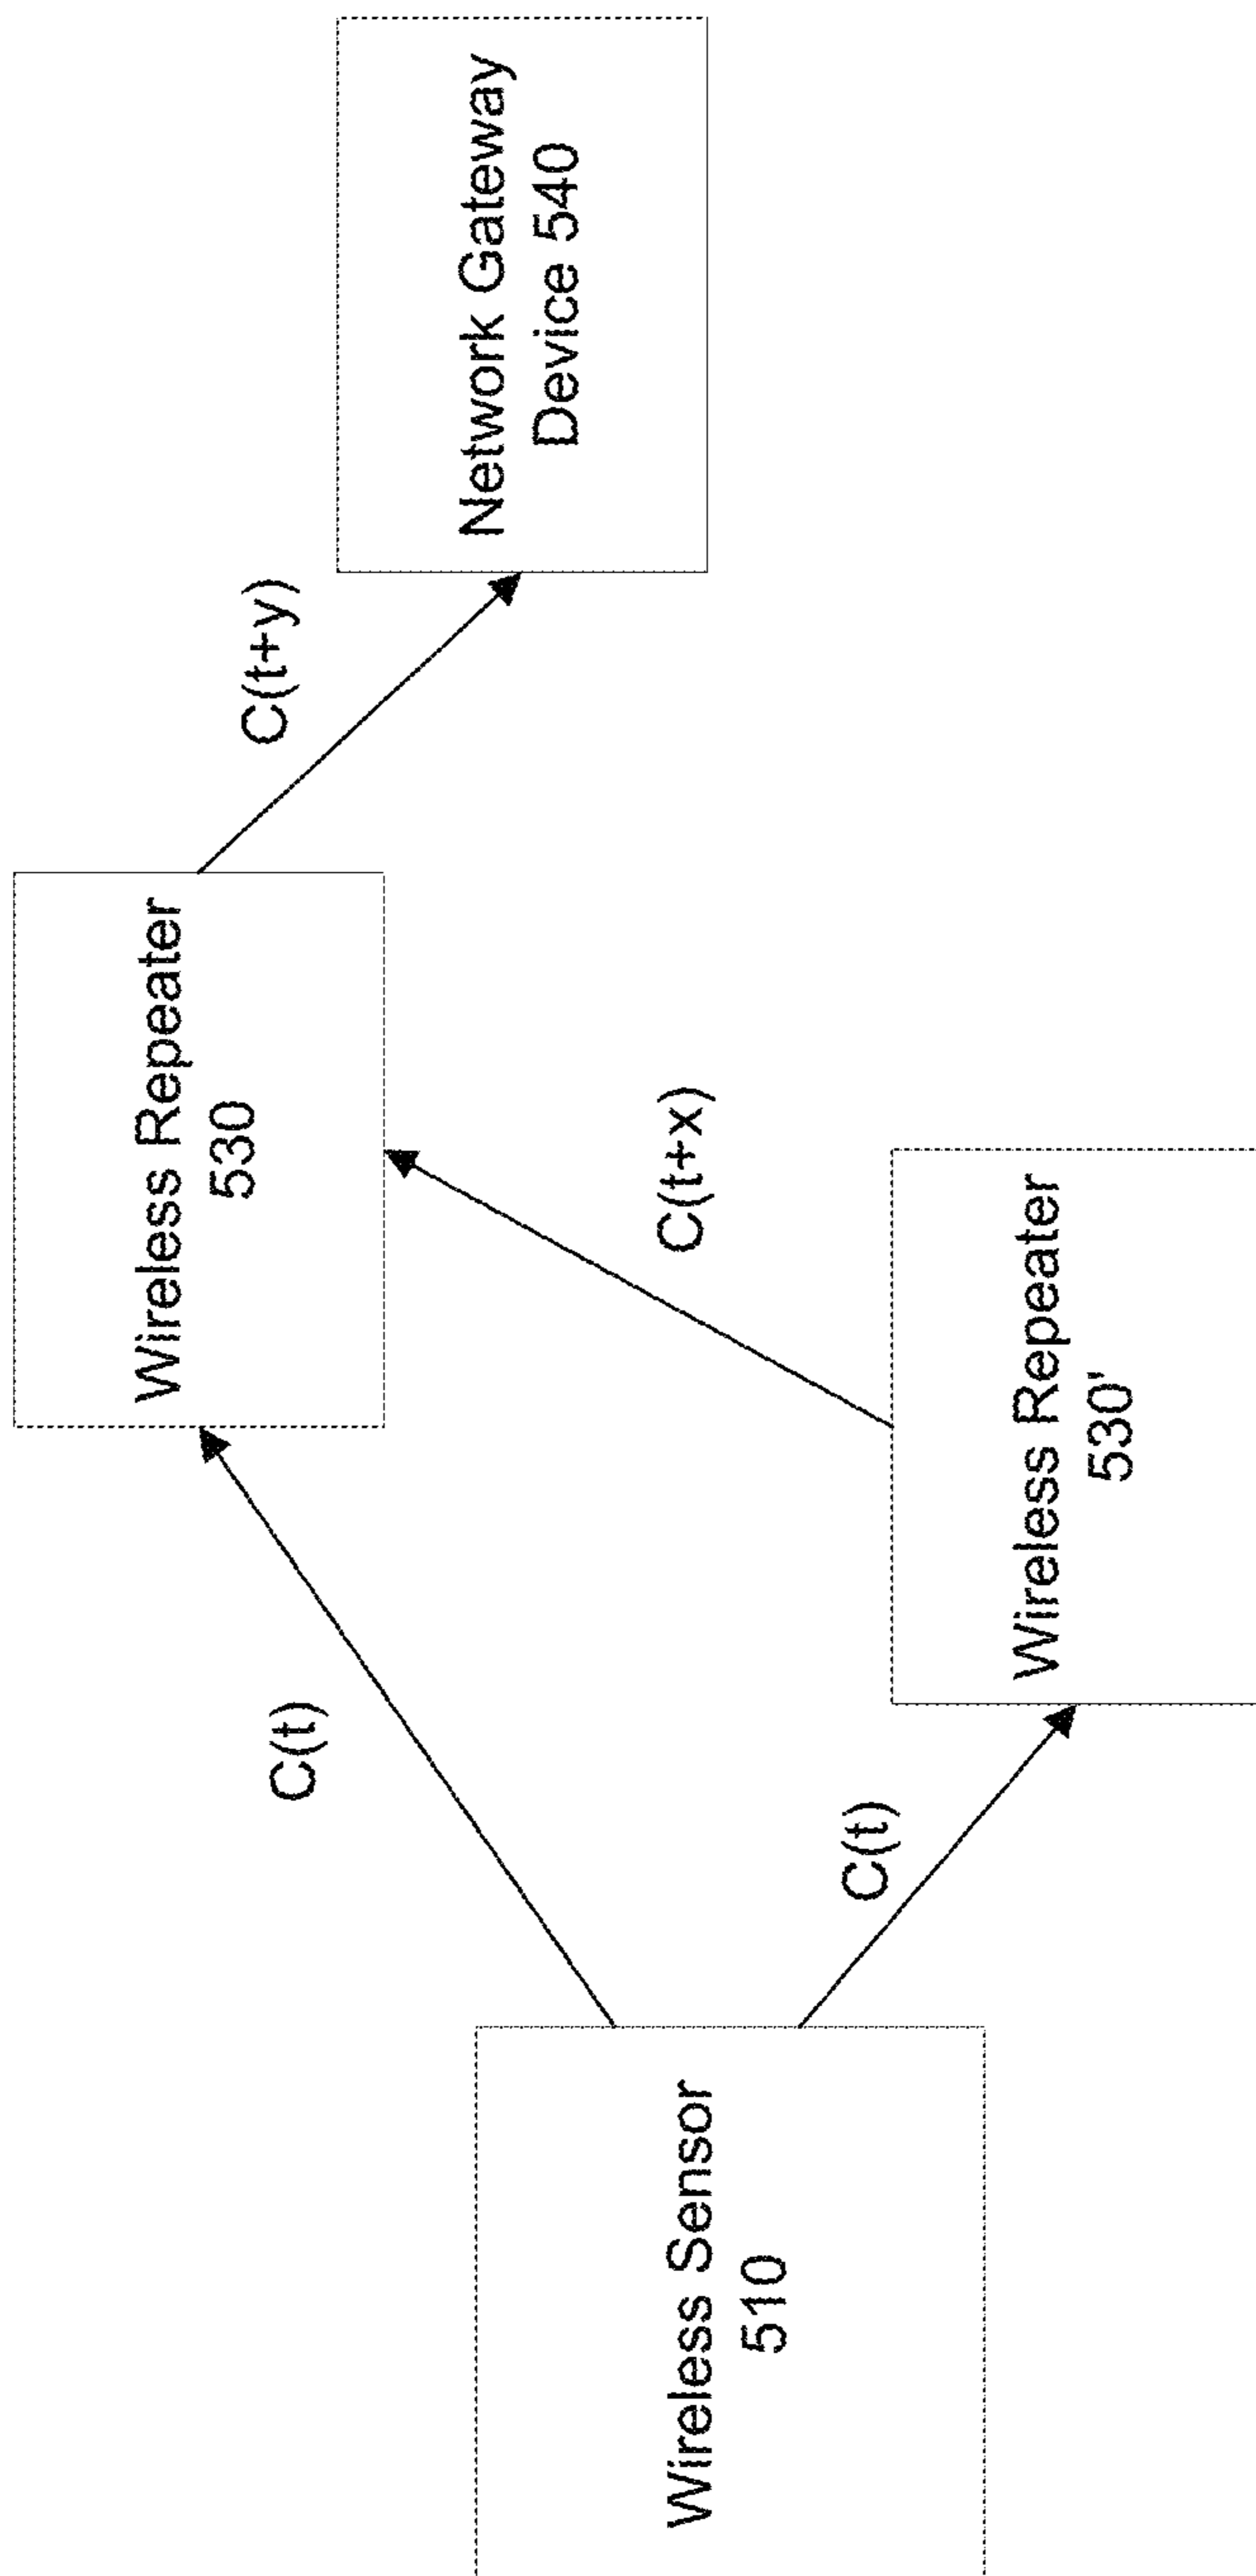 Wireless Sensor
510
C(t)
C(t)
Wireless Repeater
530
Wireless Repeater
530'
C(t+x)
C(t+y)
Network Gateway
Device 540